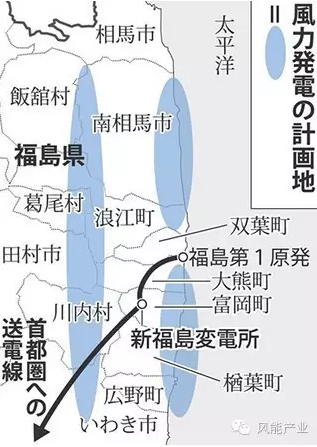 風力発電の計画地
＝
太平洋
相馬市
飯舘村
南相馬市
福島県
葛尾村
浪江町
双葉町
福島第1原発
田村市
大熊町
富岡町
川内村
新福島変電所
首都圏への
送電線
楢葉町
広野町
いわき市
风能产业